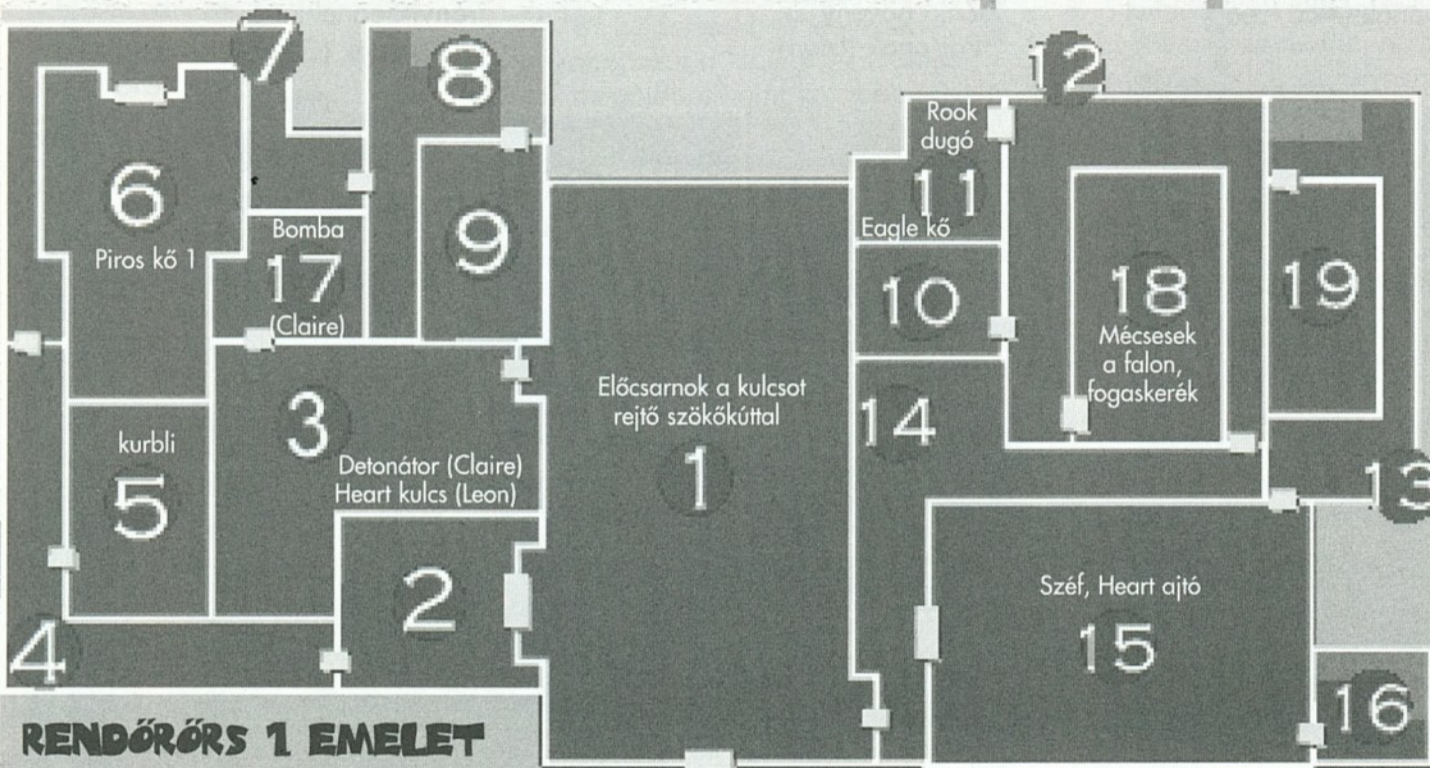 7
8
12
Rook
dugó
6
11
Piros kő 1
Bomba
17
(Claire)
9
Eagle kő
10
18
Mécsesek
a falon,
fogaskerék
19
3
Előcsarnok a kulcsot
rejtő szökőkúttal
1
14
kurbli
5
Detonátor (Claire)
Heart kulcs (Leon)
13
2
Széf, Heart ajtó
15
4
16
RENDŐRŐRS 1 EMELET